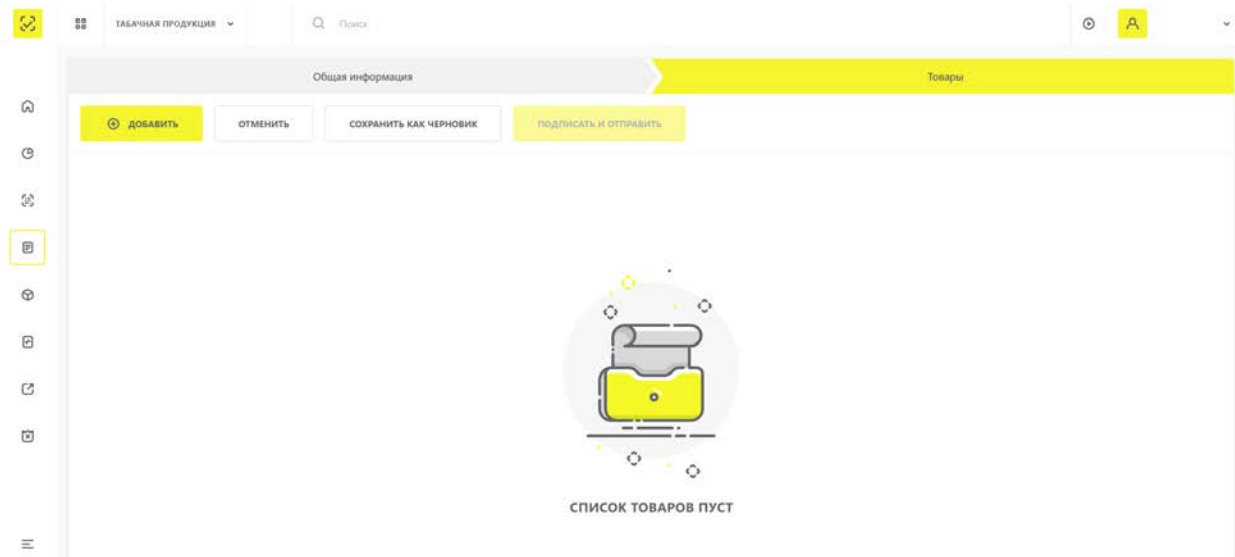 ТАБАЧНАЯ ПРОДУКЦИЯ
Поиск
Общая информация
Товары
ДОБАВИТЬ
ОТМЕНИТЬ
СОХРАНИТЬ КАК ЧЕРНОВИК
ПОДПИСАТЬ И ОТПРАВИТЬ
СПИСОК ТОВАРОВ ПУСТ